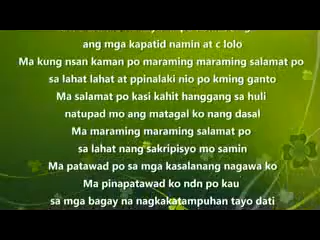 ang mga kapatid namin at c lolo
Ma kung nsan kaman po maraming maraming salamat po
sa lahat lahat at ppinalaki nio po kming ganto
Ma salamat po kasi kahit hanggang sa huli
natupad mo ang matagal ko nang dasal
Ma maraming maraming salamat po
sa lahat nang sakripisyo mo samin
Ma patawad po sa mga kasalanang nagawa ko
Ma pinapatawad ko ndn po kau
sa mga bagay na nagkakatampuhan tayo dati